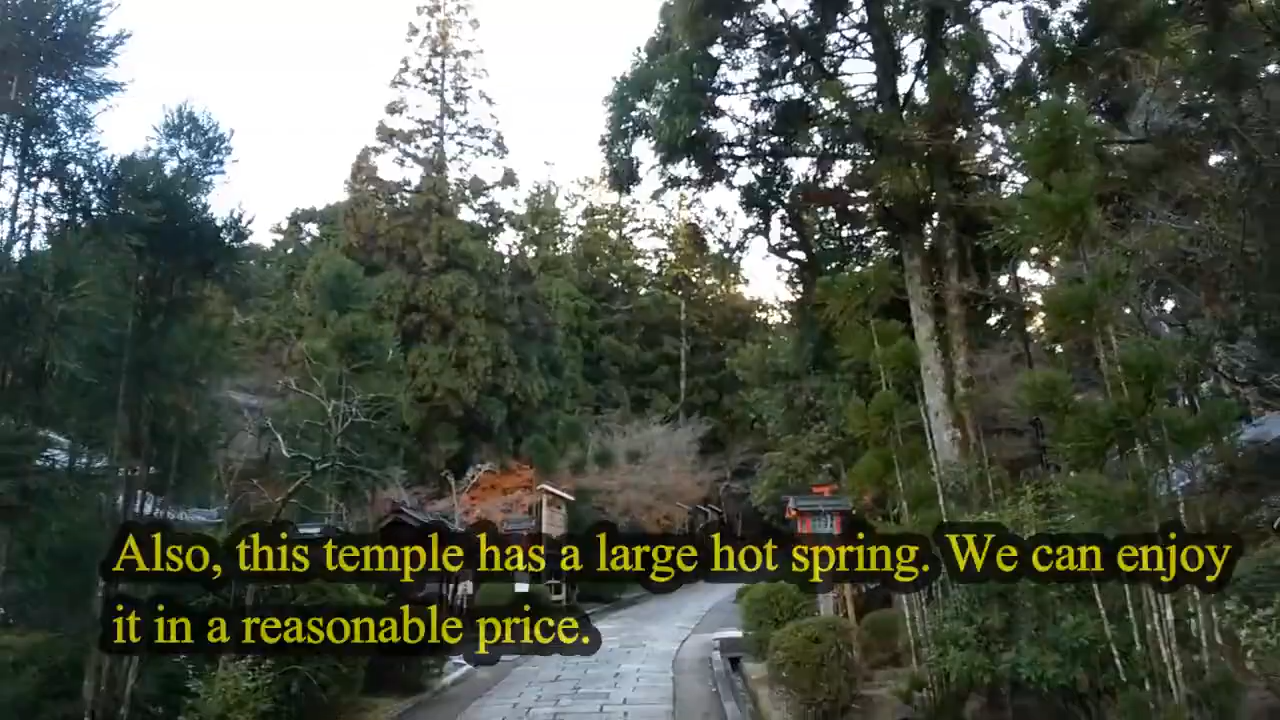 Also, this temple has a large hot spring. We can enjoy
it in a reasonable price.